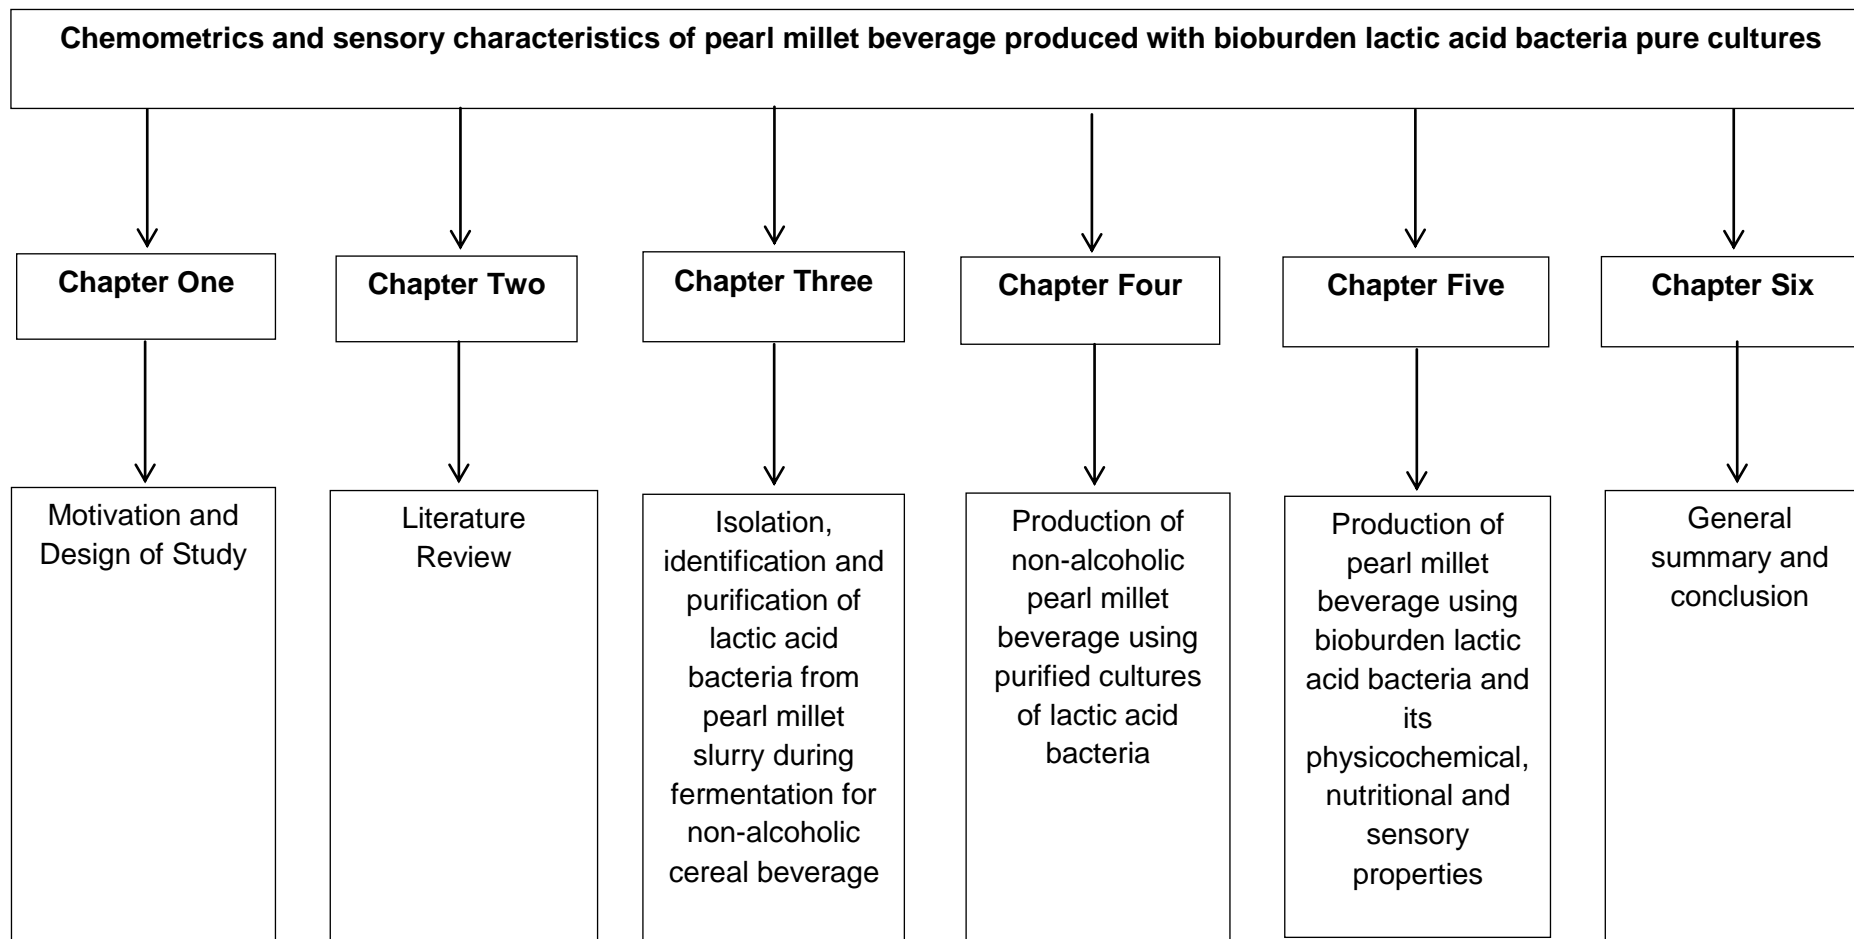 Chemometrics and sensory characteristics of pearl millet beverage produced with bioburden lactic acid bacteria pure cultures
Chapter One
Chapter Two
Chapter Three
Chapter Four
Chapter Five
Chapter Six
Motivation and
Design of Study
Literature
Review
Isolation,
identification and
purification of
lactic acid
bacteria from
pearl millet
slurry during
fermentation for
non-alcoholic
cereal beverage
Production of
non-alcoholic
pearl millet
beverage using
purified cultures
of lactic acid
bacteria
Production of
pearl millet
beverage using
bioburden lactic
acid bacteria and
its
physicochemical,
nutritional and
sensory
properties
General
summary and
conclusion